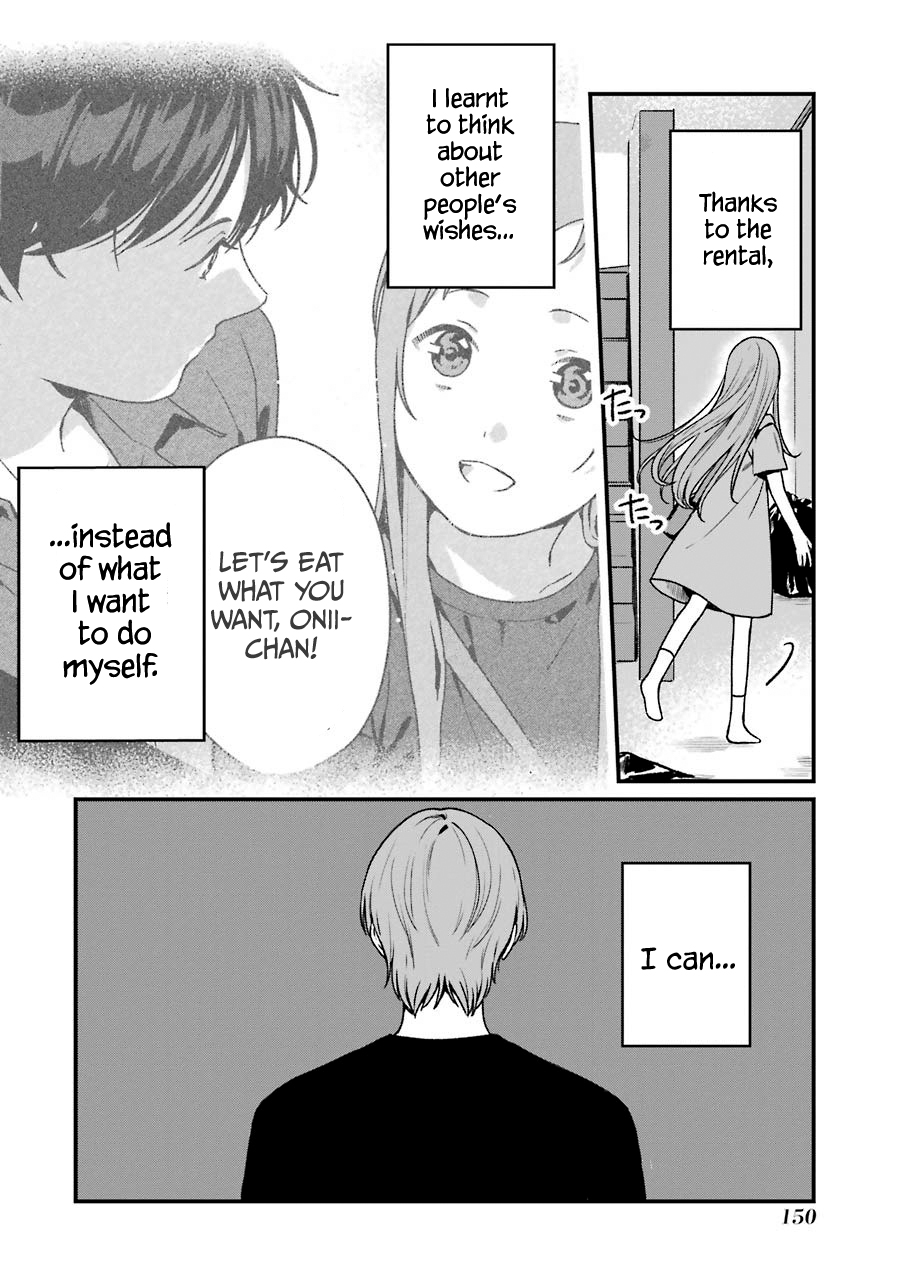 Thanks
to the
rental,
たっ
たっ
I learnt
to think
about
other
people's
wishes...
LET'S EAT
WHAT YOU
WANT, ONII-
CHAN!
...instead
of what
I want
to do
myself.
I can...
150